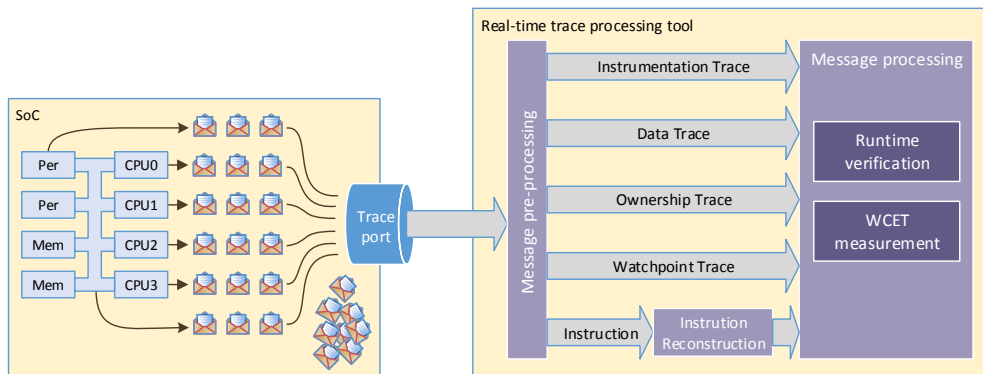 SoC
Per
CPU0
Per
CPU1
Mem
CPU2
Mem
CPU3
Trace
port
Real-time trace processing tool
Message pre-processing
Instrumentation Trace
Data Trace
Ownership Trace
Watchpoint Trace
Instruction
Instrution
Reconstruction
Message processing
Runtime
verification
WCET
measurement